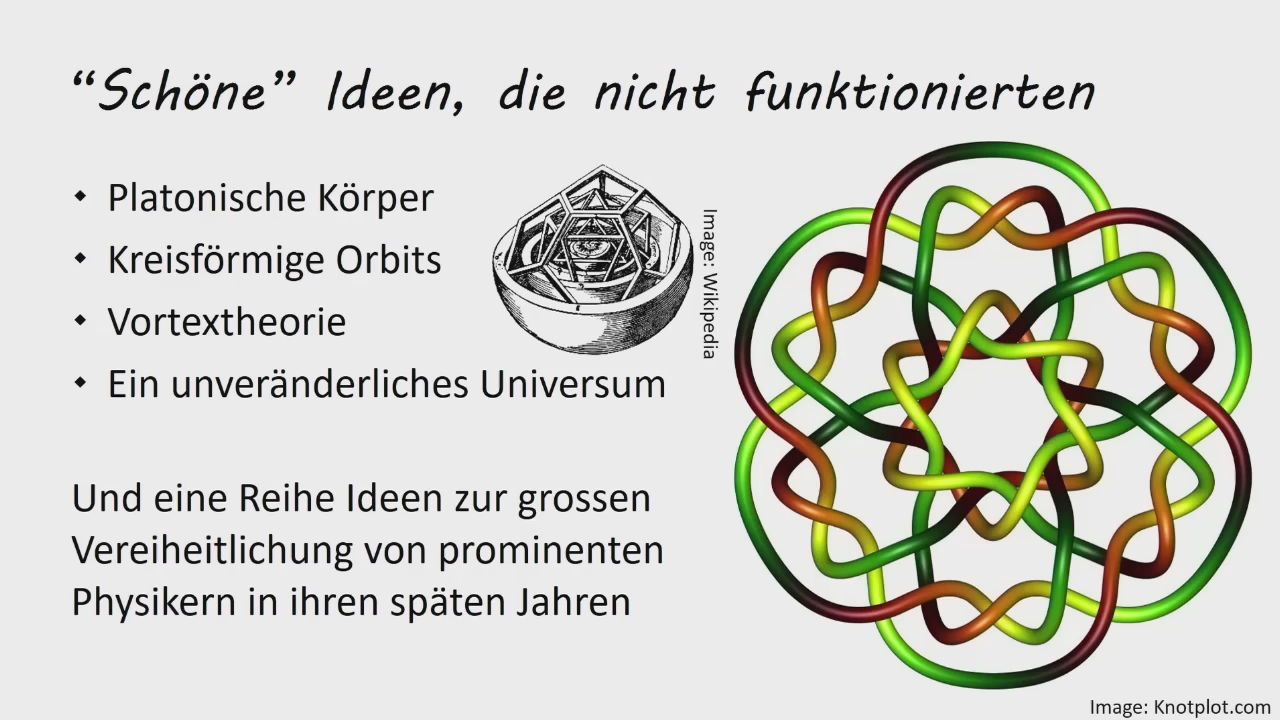 “Schöne” Ideen, die nicht funktionierten
• Platonische Körper
• Kreisförmige Orbits
• Vortextheorie
• Ein unveränderliches Universum
Image: Wikipedia
Und eine Reihe Ideen zur grossen
Vereiheitlichung von prominenten
Physikern in ihren späten Jahren
Image: Knotplot.com